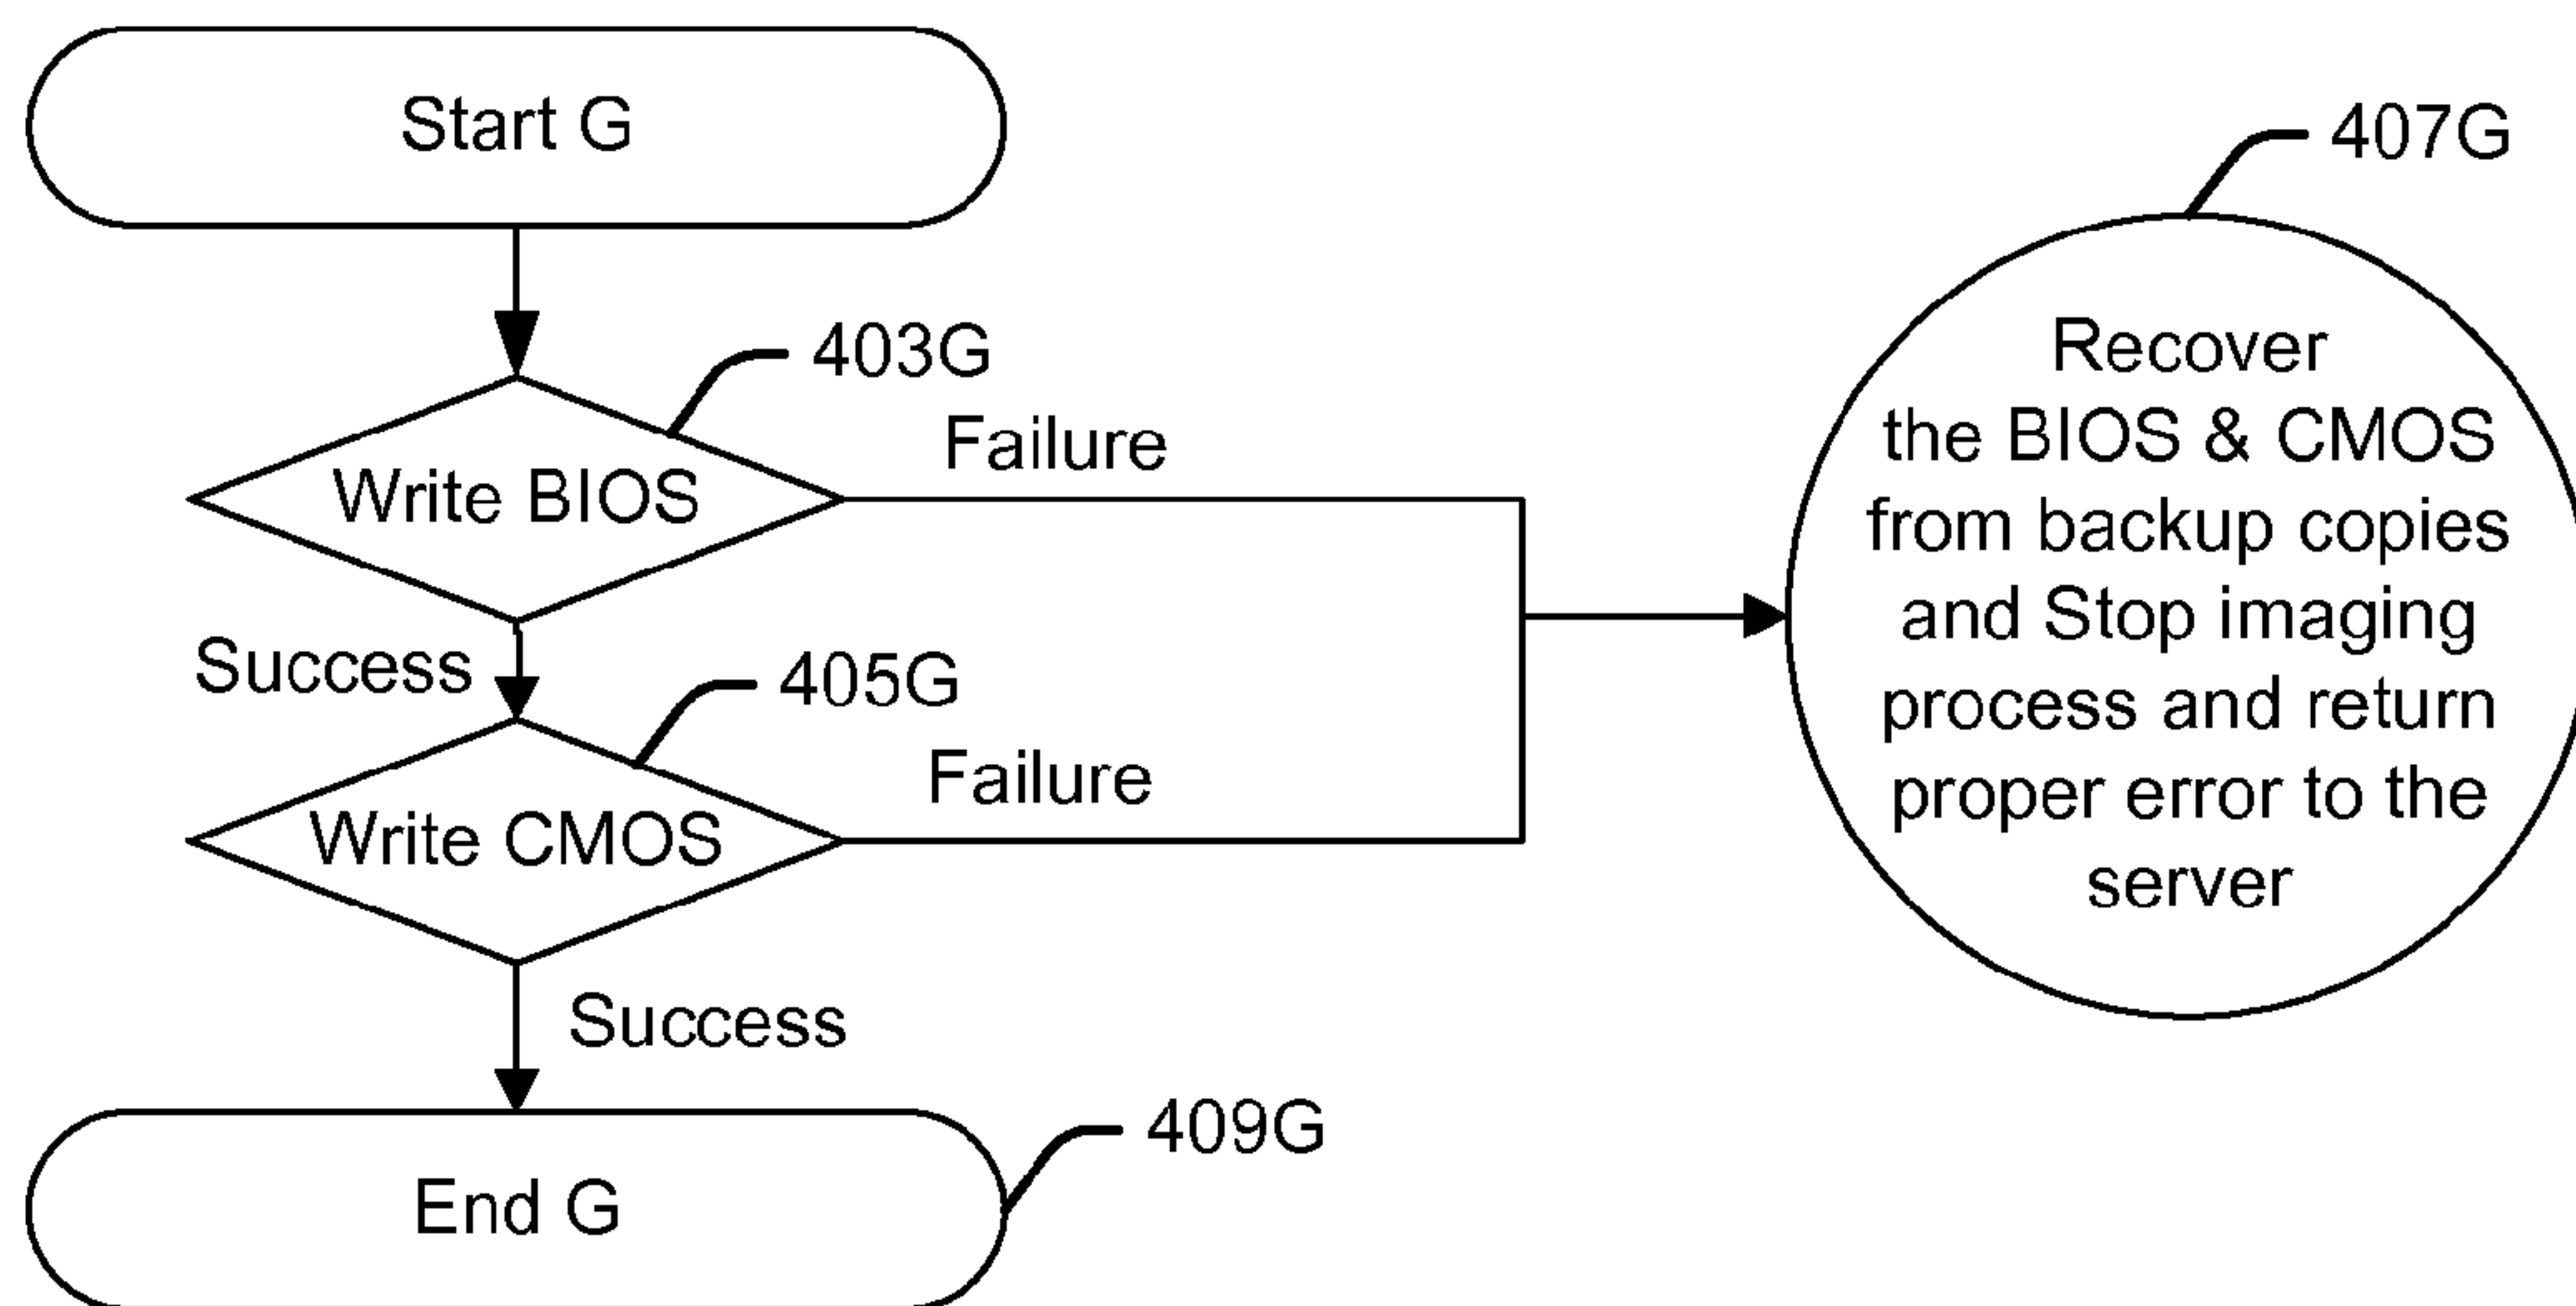 Start G
407G
403G
Write BIOS
Failure
Success
405G
Write CMOS
Failure
Success
409G
End G
Recover
the BIOS & CMOS
from backup copies
and Stop imaging
process and return
proper error to the
server